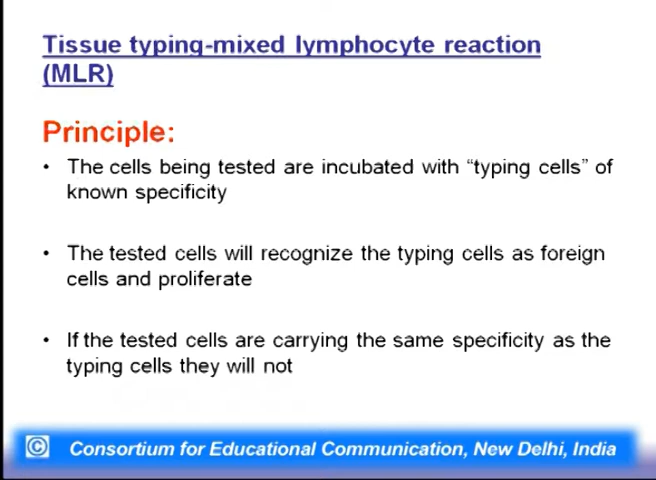 Tissue typing-mixed lymphocyte reaction
(MLR)
Principle:
• The cells being tested are incubated with “typing cells” of
known specificity
• The tested cells will recognize the typing cells as foreign
cells and proliferate
• If the tested cells are carrying the same specificity as the
typing cells they will not
© Consortium for Educational Communication, New Delhi, India